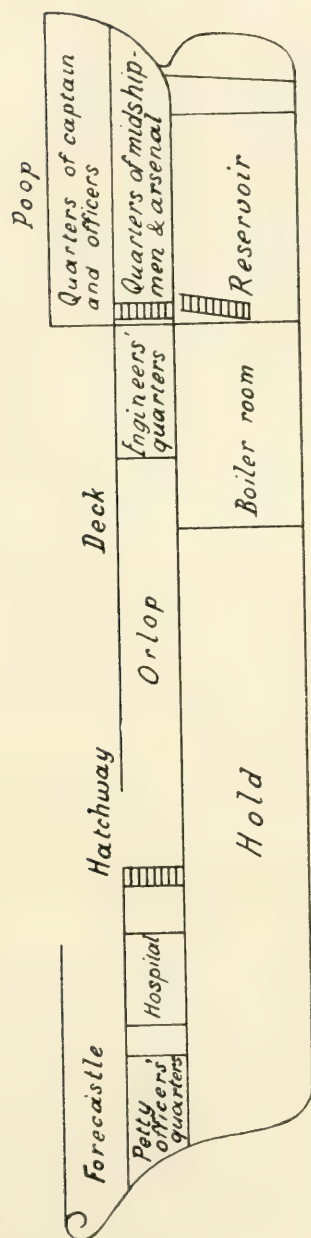 Poop
Quarters of captain
and officers
Quarters of midship-
men & arsenal
Reservoir
Engineers'
quarters
Boiler room
Deck
Orlop
Hatchway
Hold
Hospital
Forecastle
Petty
officers'
quarters